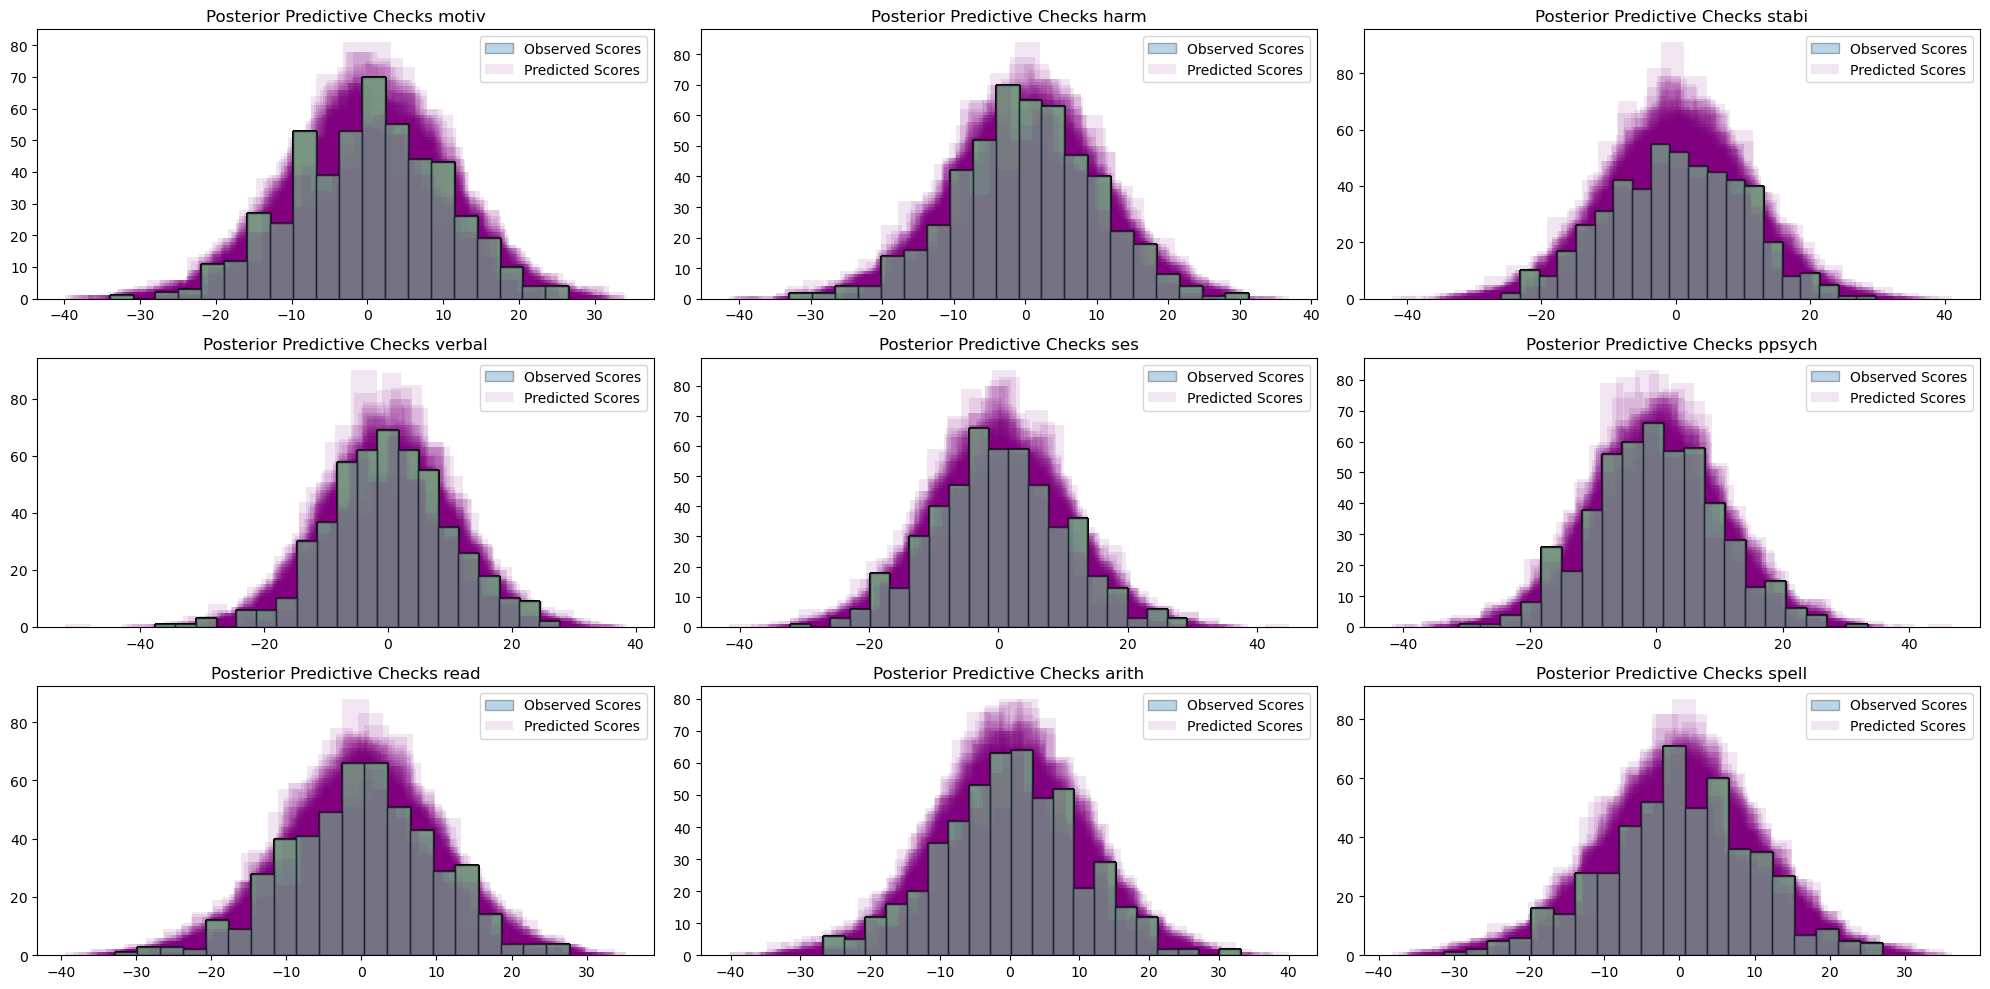 Posterior Predictive Checks motiv
Observed Scores
Predicted Scores
80
70
60
50
40
30
20
10
0
−40 −30 −20 −10 0 10 20 30
Posterior Predictive Checks harm
Observed Scores
Predicted Scores
80
70
60
50
40
30
20
10
0
−40 −30 −20 −10 0 10 20 30 40
Posterior Predictive Checks stabi
Observed Scores
Predicted Scores
80
60
40
20
0
−40 −20 0 20 40
Posterior Predictive Checks verbal
Observed Scores
Predicted Scores
80
60
40
20
0
−40 −20 0 20 40
Posterior Predictive Checks ses
Observed Scores
Predicted Scores
80
70
60
50
40
30
20
10
0
−40 −20 0 20 40
Posterior Predictive Checks ppsych
Observed Scores
Predicted Scores
80
70
60
50
40
30
20
10
0
−40 −20 0 20 40
Posterior Predictive Checks read
Observed Scores
Predicted Scores
80
60
40
20
0
−40 −30 −20 −10 0 10 20 30
Posterior Predictive Checks arith
Observed Scores
Predicted Scores
80
70
60
50
40
30
20
10
0
−40 −30 −20 −10 0 10 20 30 40
Posterior Predictive Checks spell
Observed Scores
Predicted Scores
80
60
40
20
0
−40 −30 −20 −10 0 10 20 30